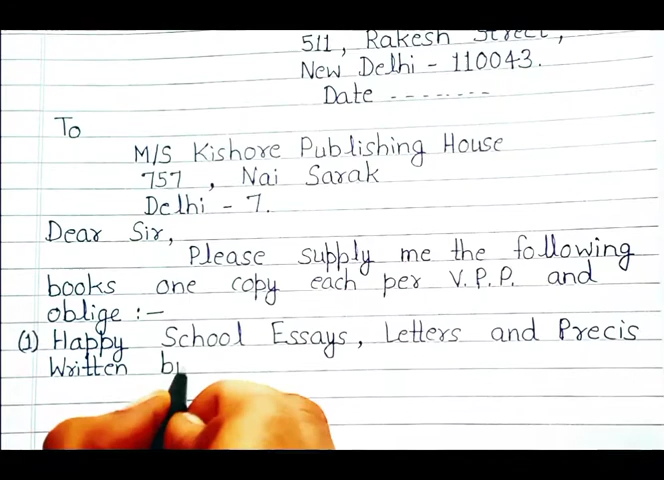 511, Rakesh Street,
New Delhi - 110043.
Date --------
To
M/S Kishore Publishing House
757, Nai Sarak
Delhi - 7.
Dear Sir,
Please supply me the following
books one copy each per V.P.P. and
oblige :-
(1) Happy School Essays, Letters and Precis
Written